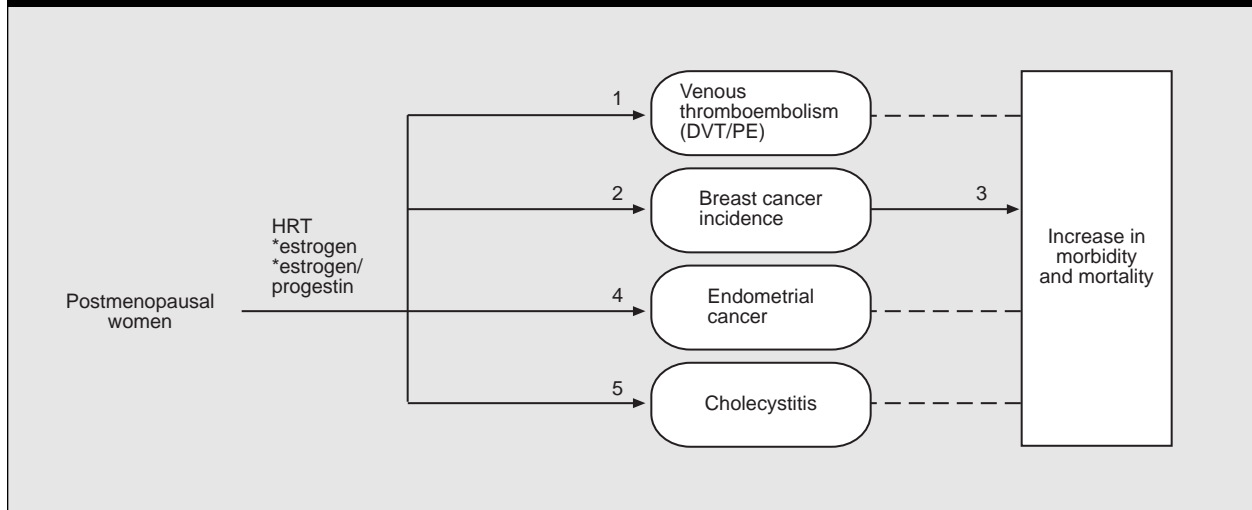 Postmenopausal
women
HRT
*estrogen
*estrogen/
progestin
1
Venous
thromboembolism
(DVT/PE)
2
Breast cancer
incidence
3
4
Endometrial
cancer
5
Cholecystitis
Increase in
morbidity
and mortality